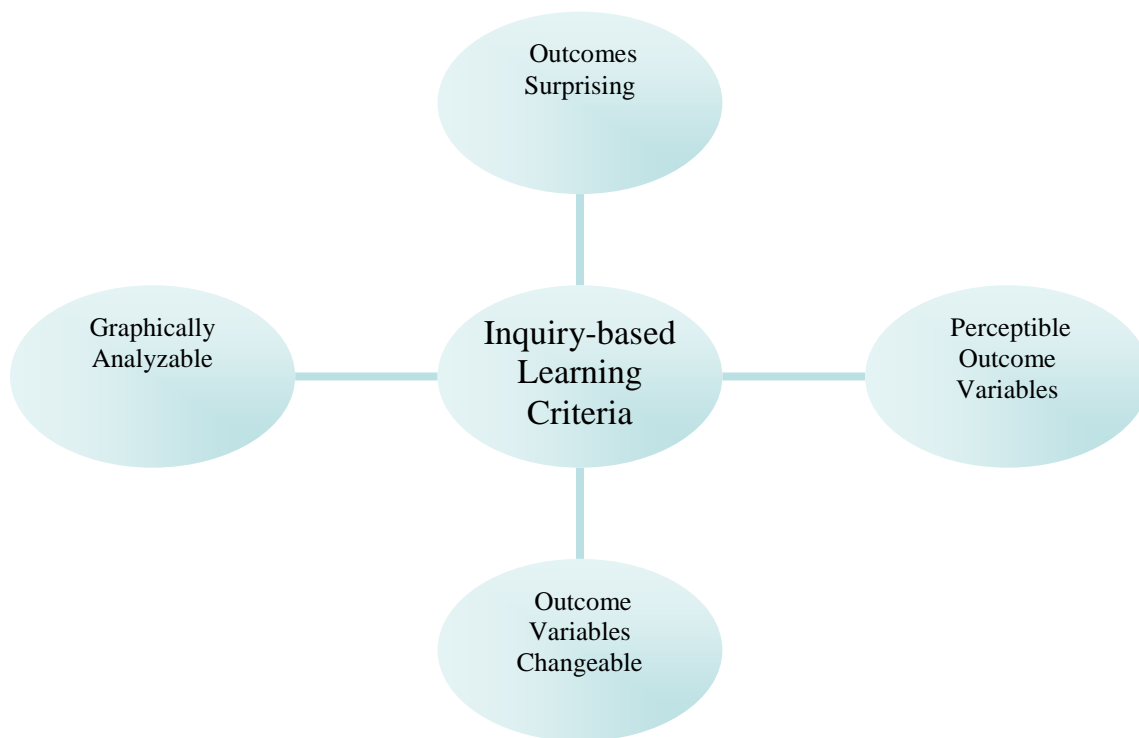 Outcomes
Surprising
Graphically
Analyzable
Inquiry-based
Learning
Criteria
Perceptible
Outcome
Variables
Outcome
Variables
Changeable